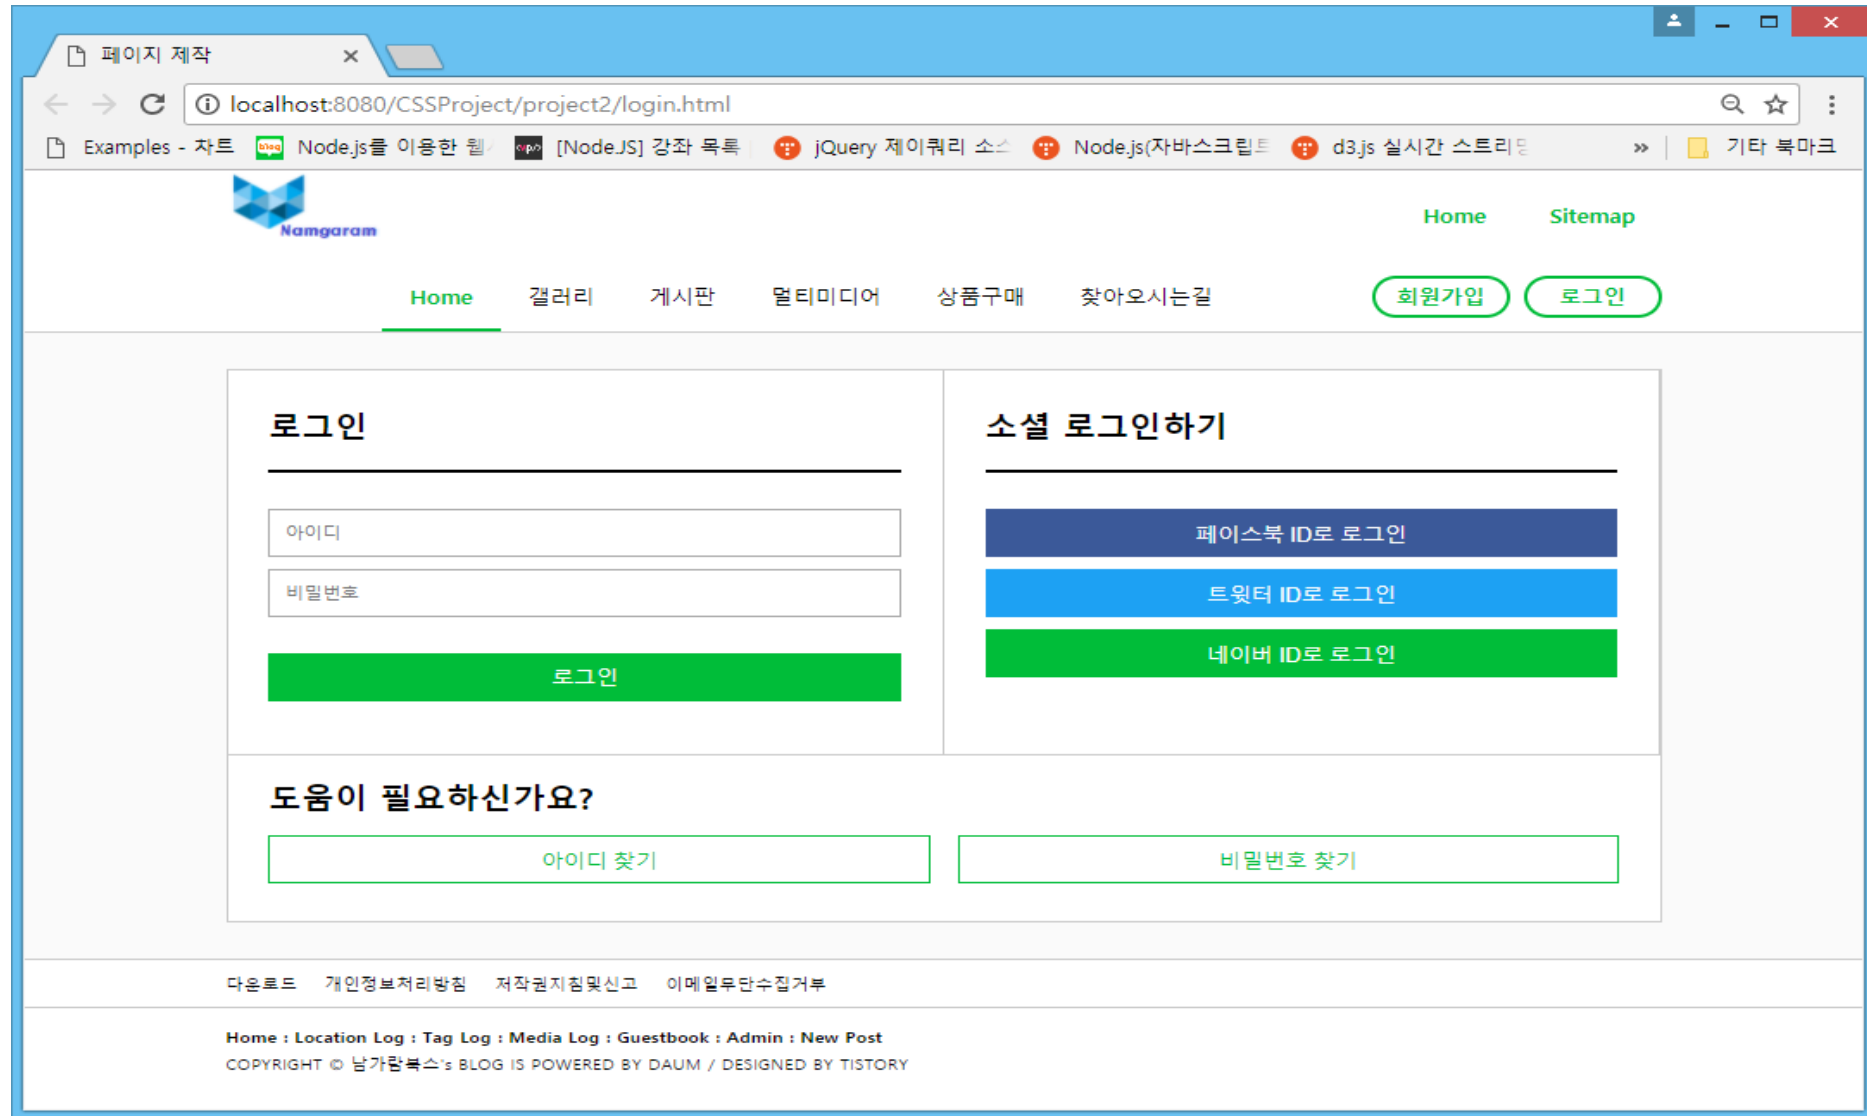 페이지 제작
localhost:8080/CSSProject/project2/login.html
Examples - 차트 Node.js를 이용한 웹 [NodeJS] 강좌 목록 jQuery 제이쿼리 소스 Node.js(자바스크립트 d3.js 실시간 스트리밍 » 기타 북마크
Namgaram
Home Sitemap
Home 갤러리 게시판 멀티미디어 상품구매 찾아오시는길 회원가입 로그인
로그인 소셜 로그인하기
아이디 페이스북 ID로 로그인
비밀번호 트윗터 ID로 로그인
네이버 ID로 로그인
로그인
도움이 필요하신가요?
아이디 찾기 비밀번호 찾기
다운로드 개인정보처리방침 저작권지침및신고 이메일무단수집거부
Home : Location Log : Tag Log : Media Log : Guestbook : Admin : New Post
COPYRIGHT © 남가람북스's BLOG IS POWERED BY DAUM / DESIGNED BY TISTORY